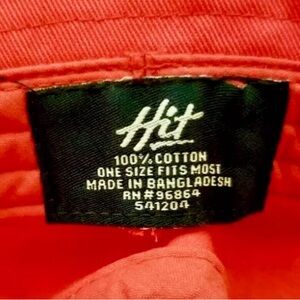 Hit
100% COTTON
ONE SIZE FITS MOST
MADE IN BANGLADESH
RN#96864
541204